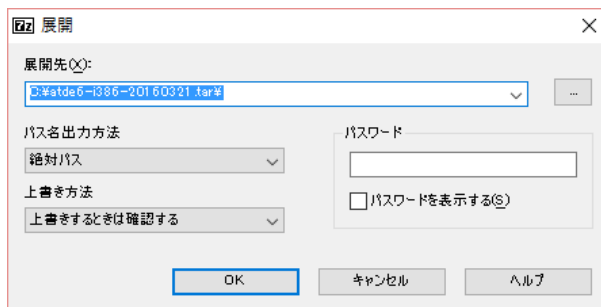 7z 展開
展開先(X):
C:¥atde6-i386-20160321.tar¥
...
パス名出力方法
絶対パス
上書き方法
上書きするときは確認する
パスワード
パスワードを表示する(S)
OK
キャンセル
ヘルプ